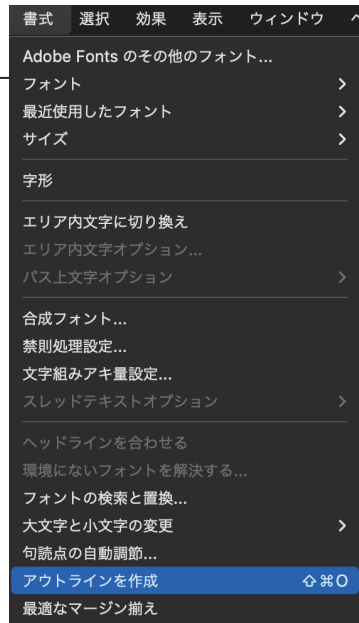 書式 選択 効果 表示 ウィンドウ
Adobe Fonts のその他のフォント...
フォント >
最近使用したフォント >
サイズ >
字形
エリア内文字に切り換え
エリア内文字オプション...
パス上文字オプション >
合成フォント...
禁則処理設定...
文字組みアキ量設定...
スレッドテキストオプション >
ヘッドラインを合わせる
環境にないフォントを解決する...
フォントの検索と置換...
大文字と小文字の変更 >
句読点の自動調節...
アウトラインを作成 ⇧⌘O
最適なマージン揃え